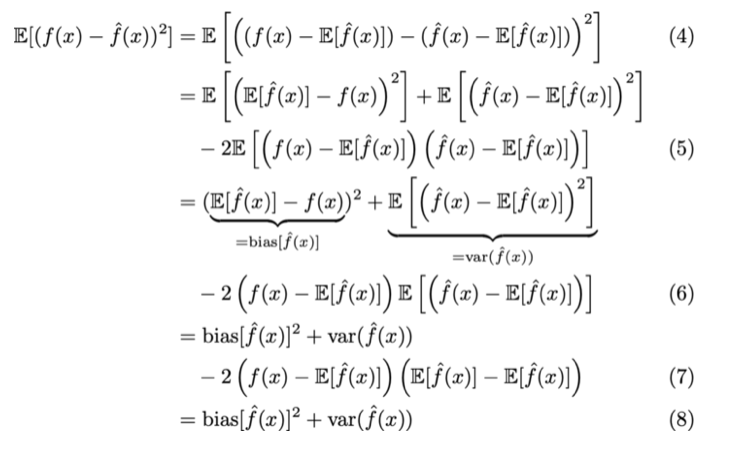 𝔼[(f(x) − f̂(x))²] = 𝔼[((f(x) − 𝔼[f̂(x)]) − (f̂(x) − 𝔼[f̂(x)]))²] (4)
= 𝔼[(𝔼[f̂(x)] − f(x))²] + 𝔼[(f̂(x) − 𝔼[f̂(x)])²]
− 2𝔼[(f(x) − 𝔼[f̂(x)]) (f̂(x) − 𝔼[f̂(x)])] (5)
= (𝔼[f̂(x)] − f(x))² + 𝔼[(f̂(x) − 𝔼[f̂(x)])²]
=bias[f̂(x)] =var(f̂(x))
− 2 (f(x) − 𝔼[f̂(x)]) 𝔼[(f̂(x) − 𝔼[f̂(x)])] (6)
= bias[f̂(x)]² + var(f̂(x))
− 2 (f(x) − 𝔼[f̂(x)]) (𝔼[f̂(x)] − 𝔼[f̂(x)]) (7)
= bias[f̂(x)]² + var(f̂(x)) (8)